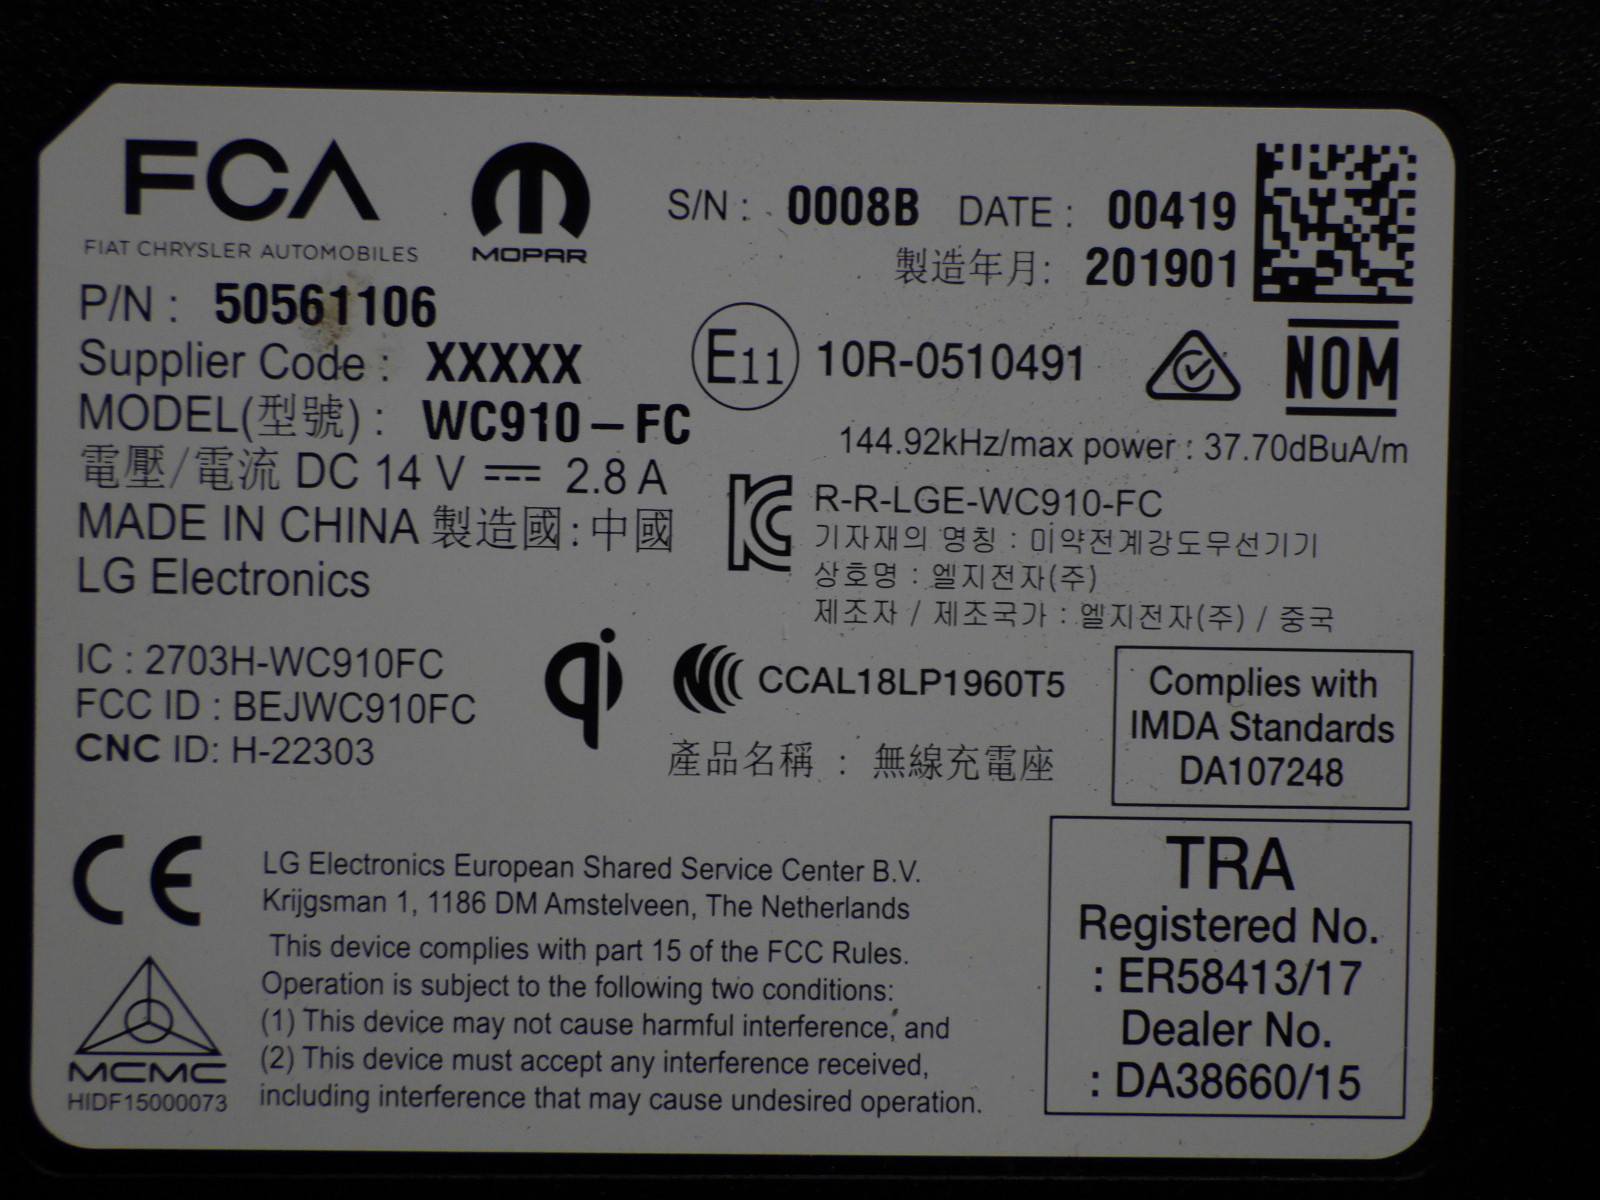 FCA
FIAT CHRYSLER AUTOMOBILES
MOPAR
S/N : 0008B DATE : 00419
製造年月: 201901
P/N : 50561106
Supplier Code : XXXXX
E11 10R-0510491
NOM
MODEL(型號) : WC910-FC
144.92kHz/max power : 37.70dBuA/m
電壓/電流 DC 14 V 2.8 A
MADE IN CHINA 製造國:中國
LG Electronics
R-R-LGE-WC910-FC
기자재의 명칭 : 미약전계강도무선기기
상호명 : 엘지전자(주)
제조자 / 제조국가 : 엘지전자(주) / 중국
IC : 2703H-WC910FC
FCC ID : BEJWC910FC
CNC ID: H-22303
qi
CCAL18LP1960T5
產品名稱 : 無線充電座
Complies with
IMDA Standards
DA107248
CE
LG Electronics European Shared Service Center B.V.
Krijgsman 1, 1186 DM Amstelveen, The Netherlands
This device complies with part 15 of the FCC Rules.
Operation is subject to the following two conditions:
(1) This device may not cause harmful interference, and
(2) This device must accept any interference received,
including interference that may cause undesired operation.
MCMC
HIDF15000073
TRA
Registered No.
: ER58413/17
Dealer No.
: DA38660/15